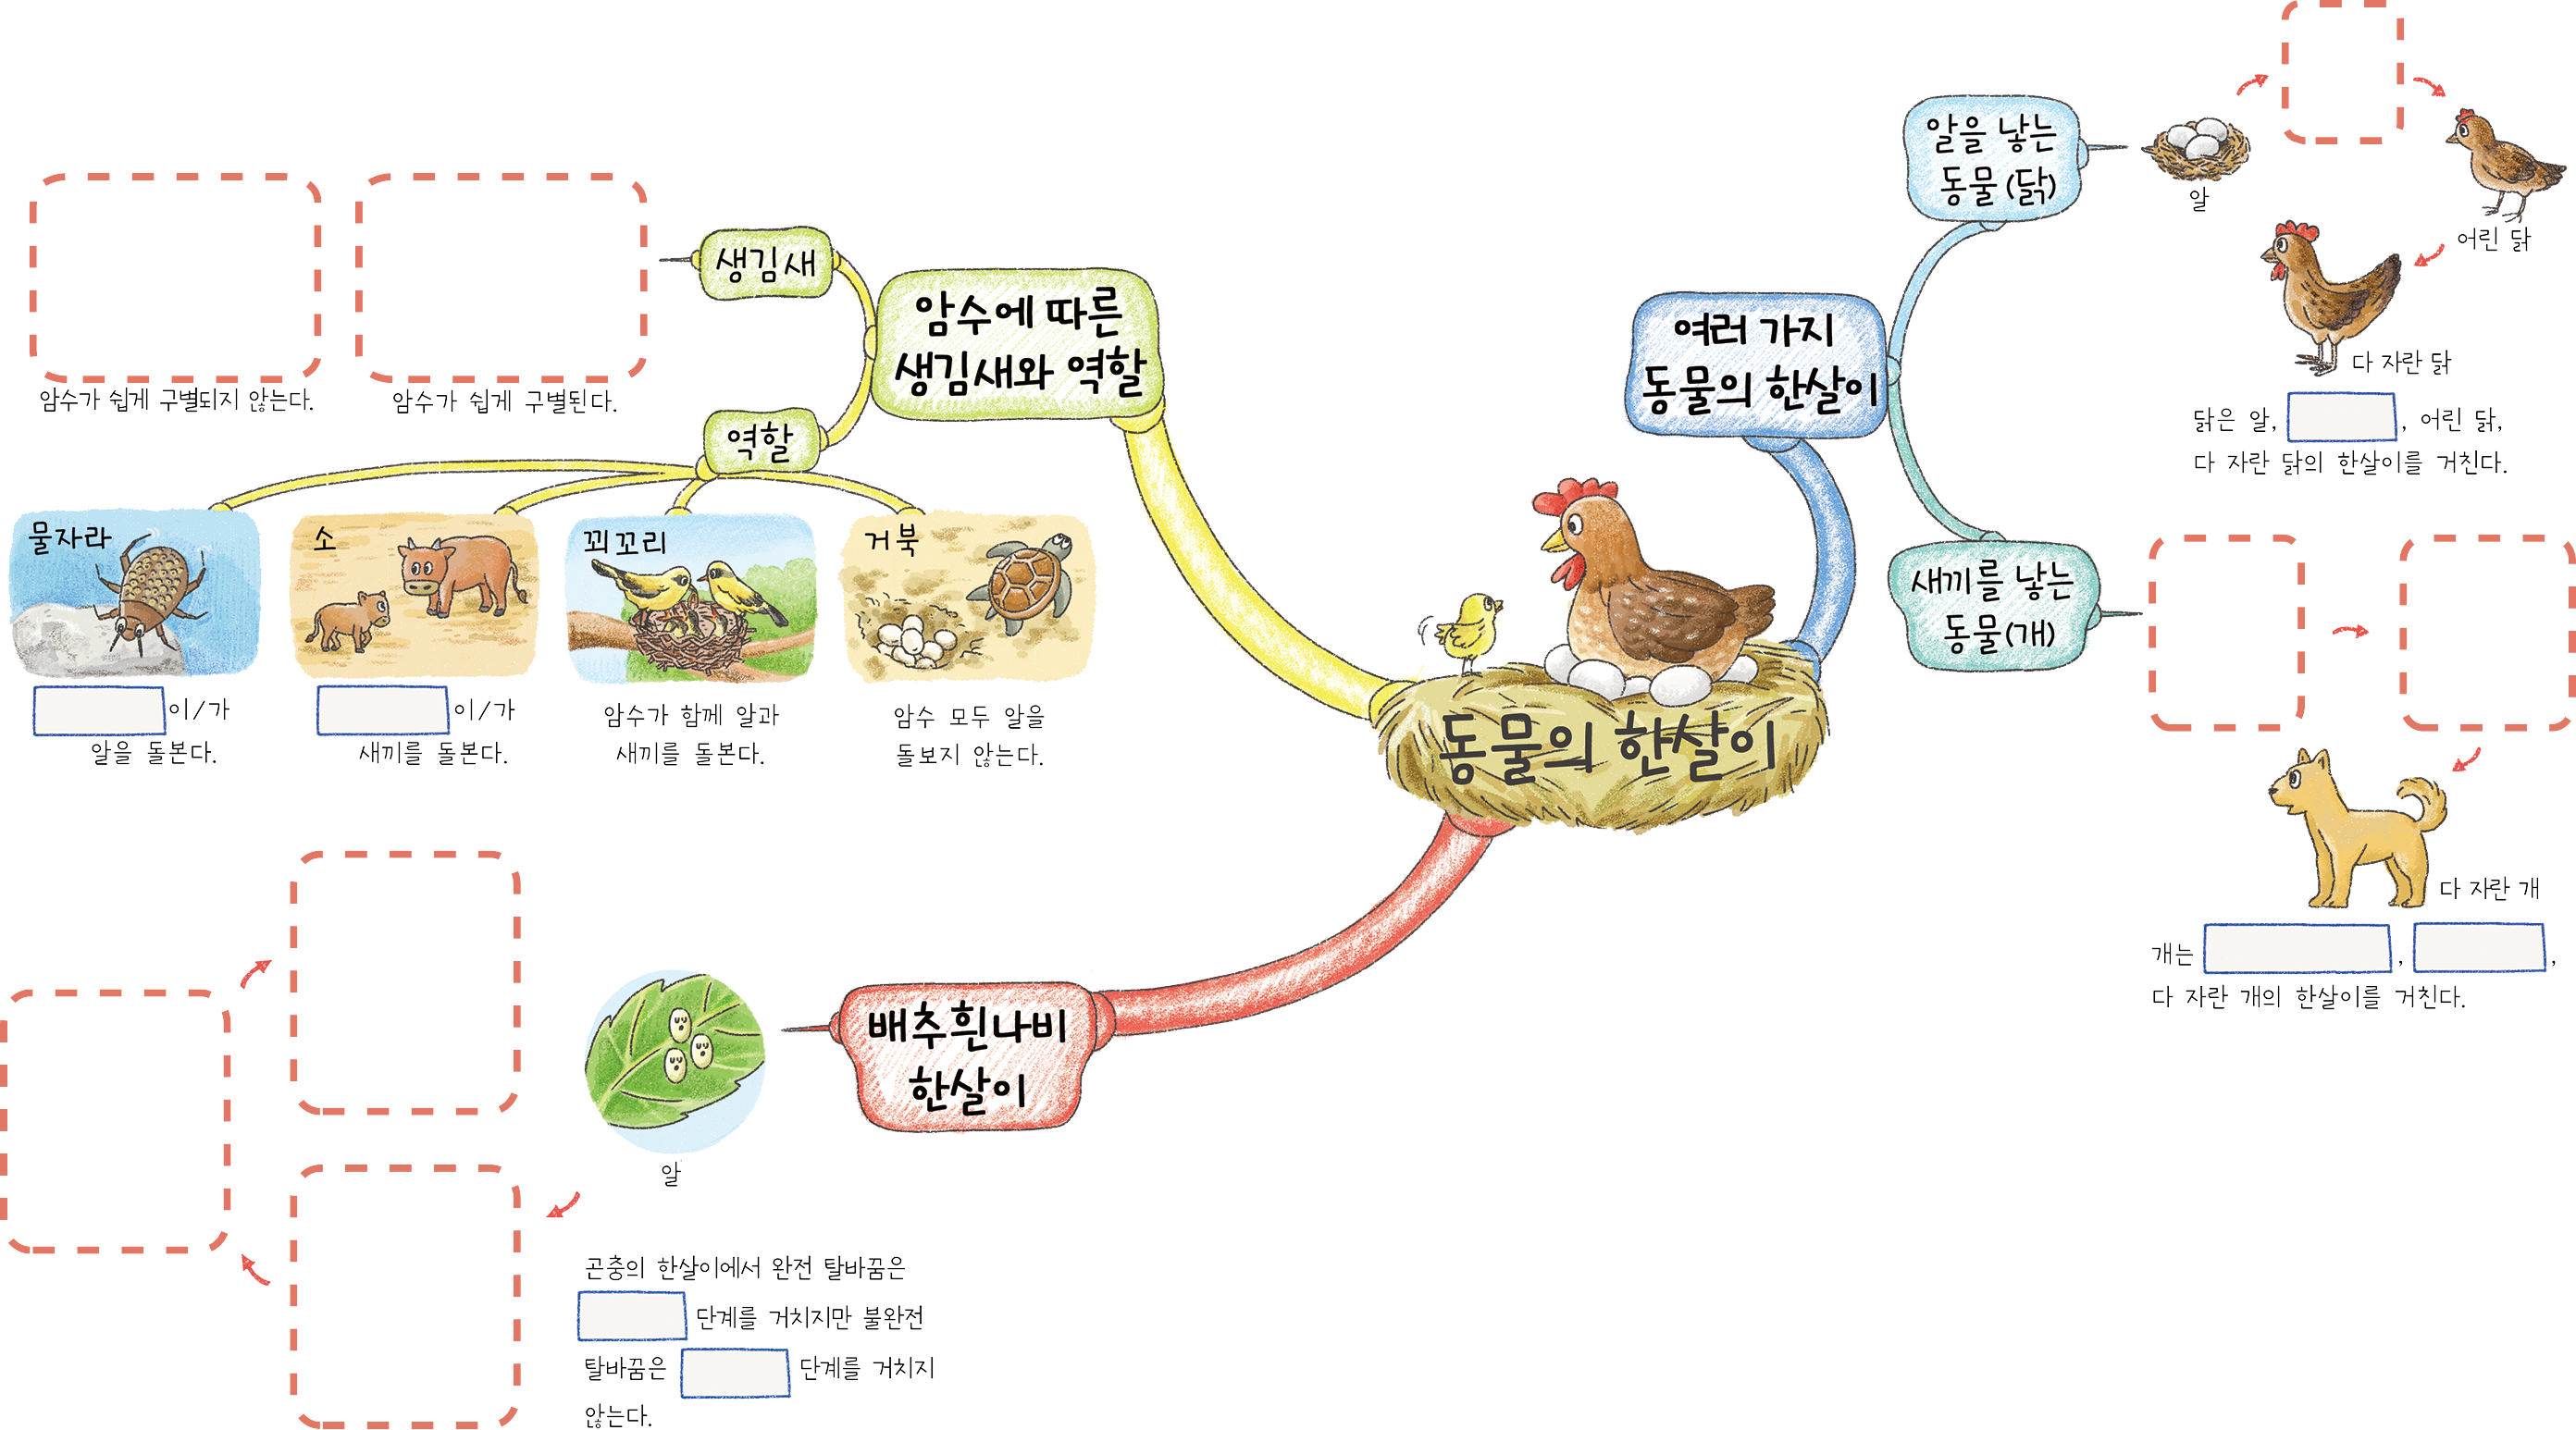 동물의 한살이
암수에 따른
생김새와 역할
생김새
암수가 쉽게 구별되지 않는다.
암수가 쉽게 구별된다.
역할
물자라
이/가
알을 돌본다.
소
이/가
새끼를 돌본다.
꾀꼬리
암수가 함께 알과
새끼를 돌본다.
거북
암수 모두 알을
돌보지 않는다.
여러 가지
동물의 한살이
알을 낳는
동물 (닭)
알
어린 닭
다 자란 닭
닭은 알, , 어린 닭,
다 자란 닭의 한살이를 거친다.
새끼를 낳는
동물(개)
다 자란 개
개는 , ,
다 자란 개의 한살이를 거친다.
배추흰나비
한살이
알
곤충의 한살이에서 완전 탈바꿈은
단계를 거치지만 불완전
탈바꿈은 단계를 거치지
않는다.